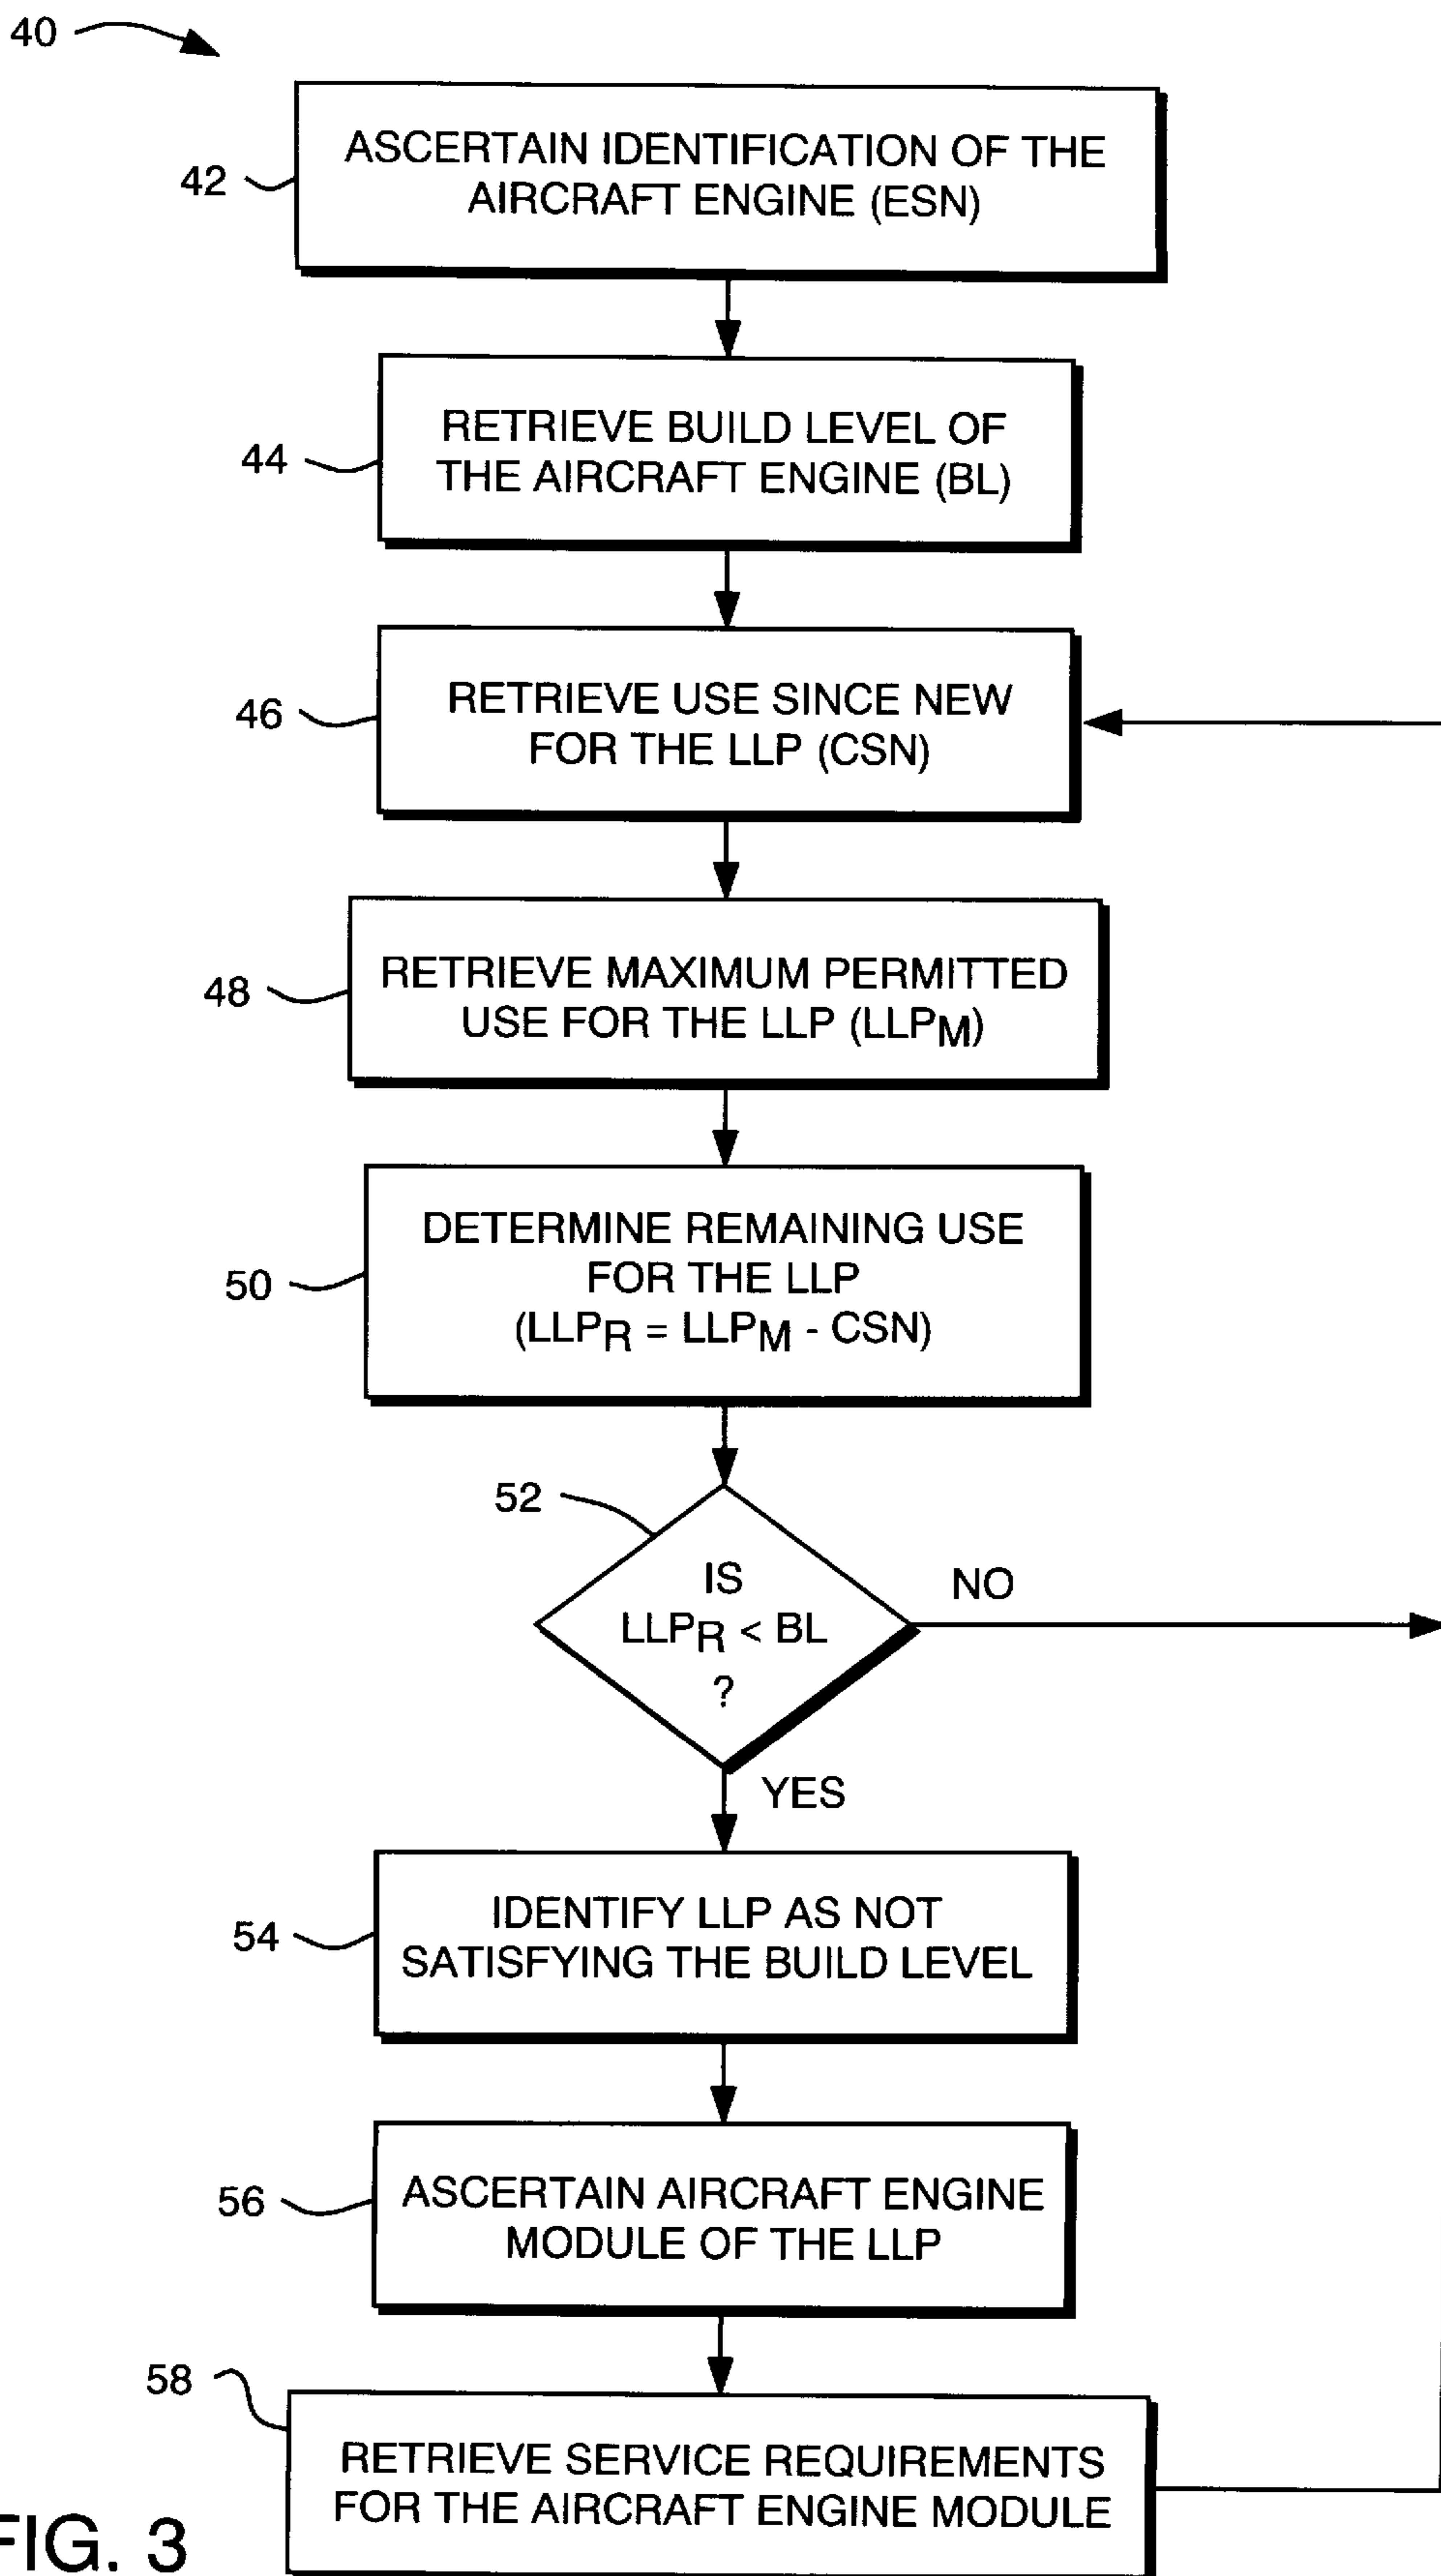 40
42
ASCERTAIN IDENTIFICATION OF THE
AIRCRAFT ENGINE (ESN)
44
RETRIEVE BUILD LEVEL OF
THE AIRCRAFT ENGINE (BL)
46
RETRIEVE USE SINCE NEW
FOR THE LLP (CSN)
48
RETRIEVE MAXIMUM PERMITTED
USE FOR THE LLP (LLPM)
50
DETERMINE REMAINING USE
FOR THE LLP
(LLPR = LLPM - CSN)
52
IS
LLPR < BL
?
NO
YES
54
IDENTIFY LLP AS NOT
SATISFYING THE BUILD LEVEL
56
ASCERTAIN AIRCRAFT ENGINE
MODULE OF THE LLP
58
RETRIEVE SERVICE REQUIREMENTS
FOR THE AIRCRAFT ENGINE MODULE
FIG. 3